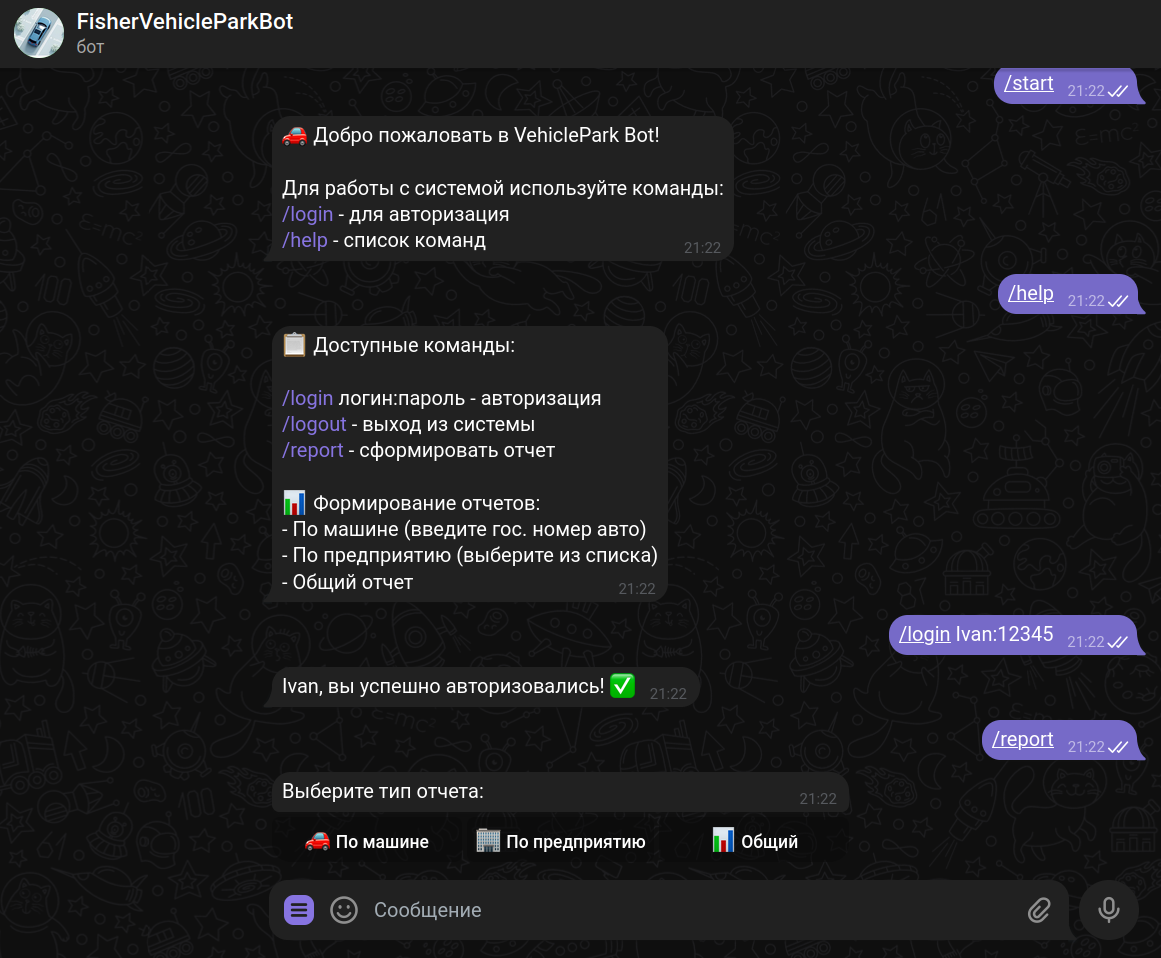 FisherVehicleParkBot
бот
/start 21:22
🚗 Добро пожаловать в VehiclePark Bot!
Для работы с системой используйте команды:
/login - для авторизация
/help - список команд 21:22
/help 21:22
📋 Доступные команды:
/login логин:пароль - авторизация
/logout - выход из системы
/report - сформировать отчет
📊 Формирование отчетов:
- По машине (введите гос. номер авто)
- По предприятию (выберите из списка)
- Общий отчет 21:22
/login Ivan:12345 21:22
Ivan, вы успешно авторизовались! ✅ 21:22
/report 21:22
Выберите тип отчета: 21:22
🚗 По машине 🏢 По предприятию 📊 Общий
Сообщение